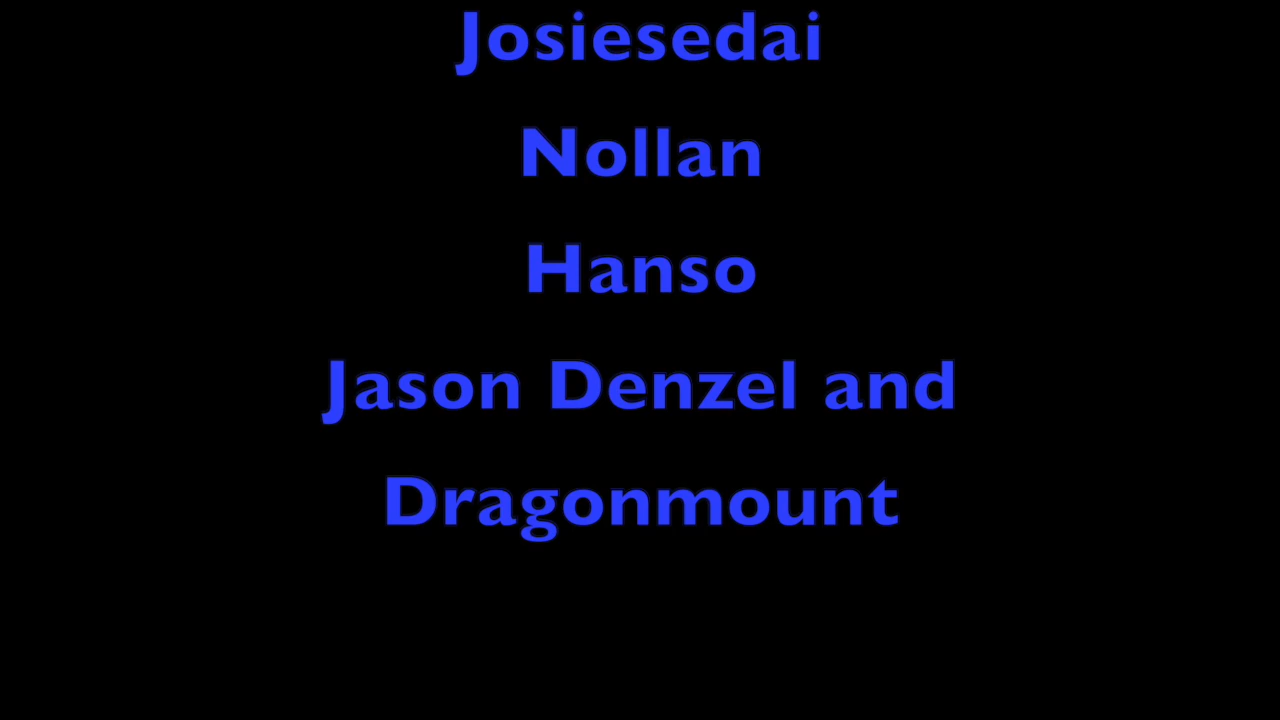 Josiesedai
Nollan
Hanso
Jason Denzel and
Dragonmount